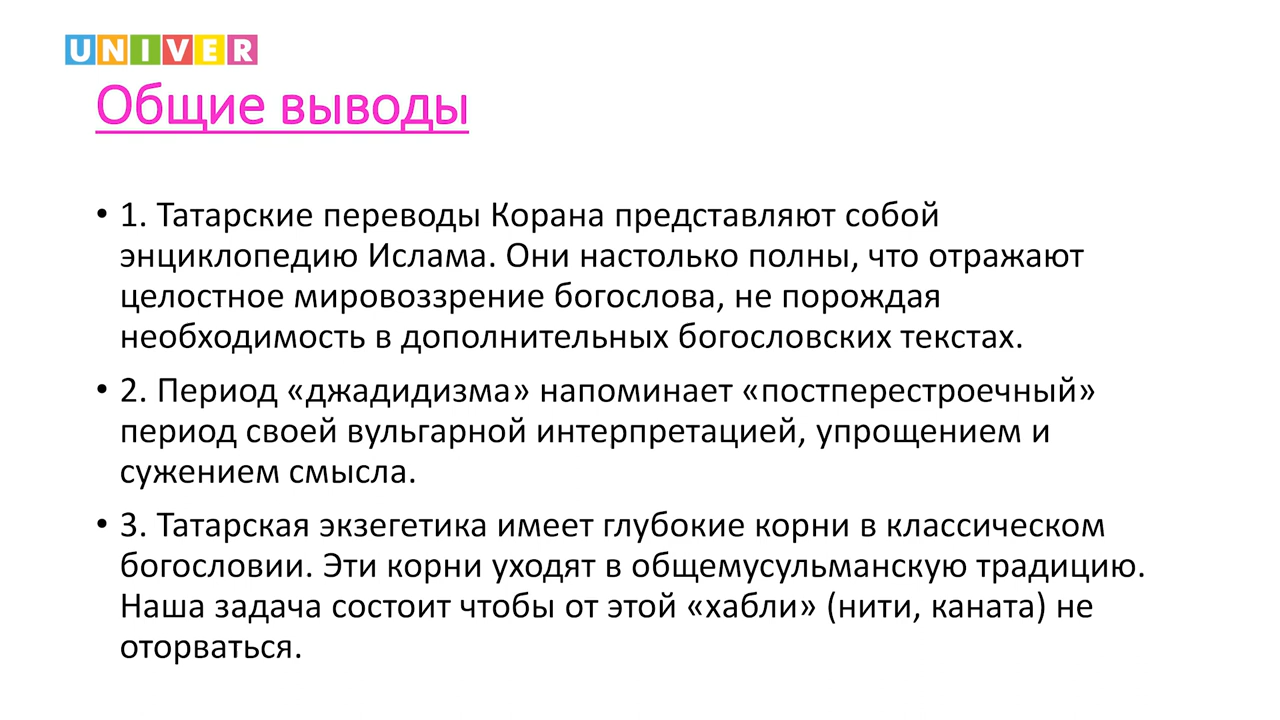 UNIVER
Общие выводы
• 1. Татарские переводы Корана представляют собой
энциклопедию Ислама. Они настолько полны, что отражают
целостное мировоззрение богослова, не порождая
необходимость в дополнительных богословских текстах.
• 2. Период «джадидизма» напоминает «постперестроечный»
период своей вульгарной интерпретацией, упрощением и
сужением смысла.
• 3. Татарская экзегетика имеет глубокие корни в классическом
богословии. Эти корни уходят в общемусульманскую традицию.
Наша задача состоит чтобы от этой «хабли» (нити, каната) не
оторваться.